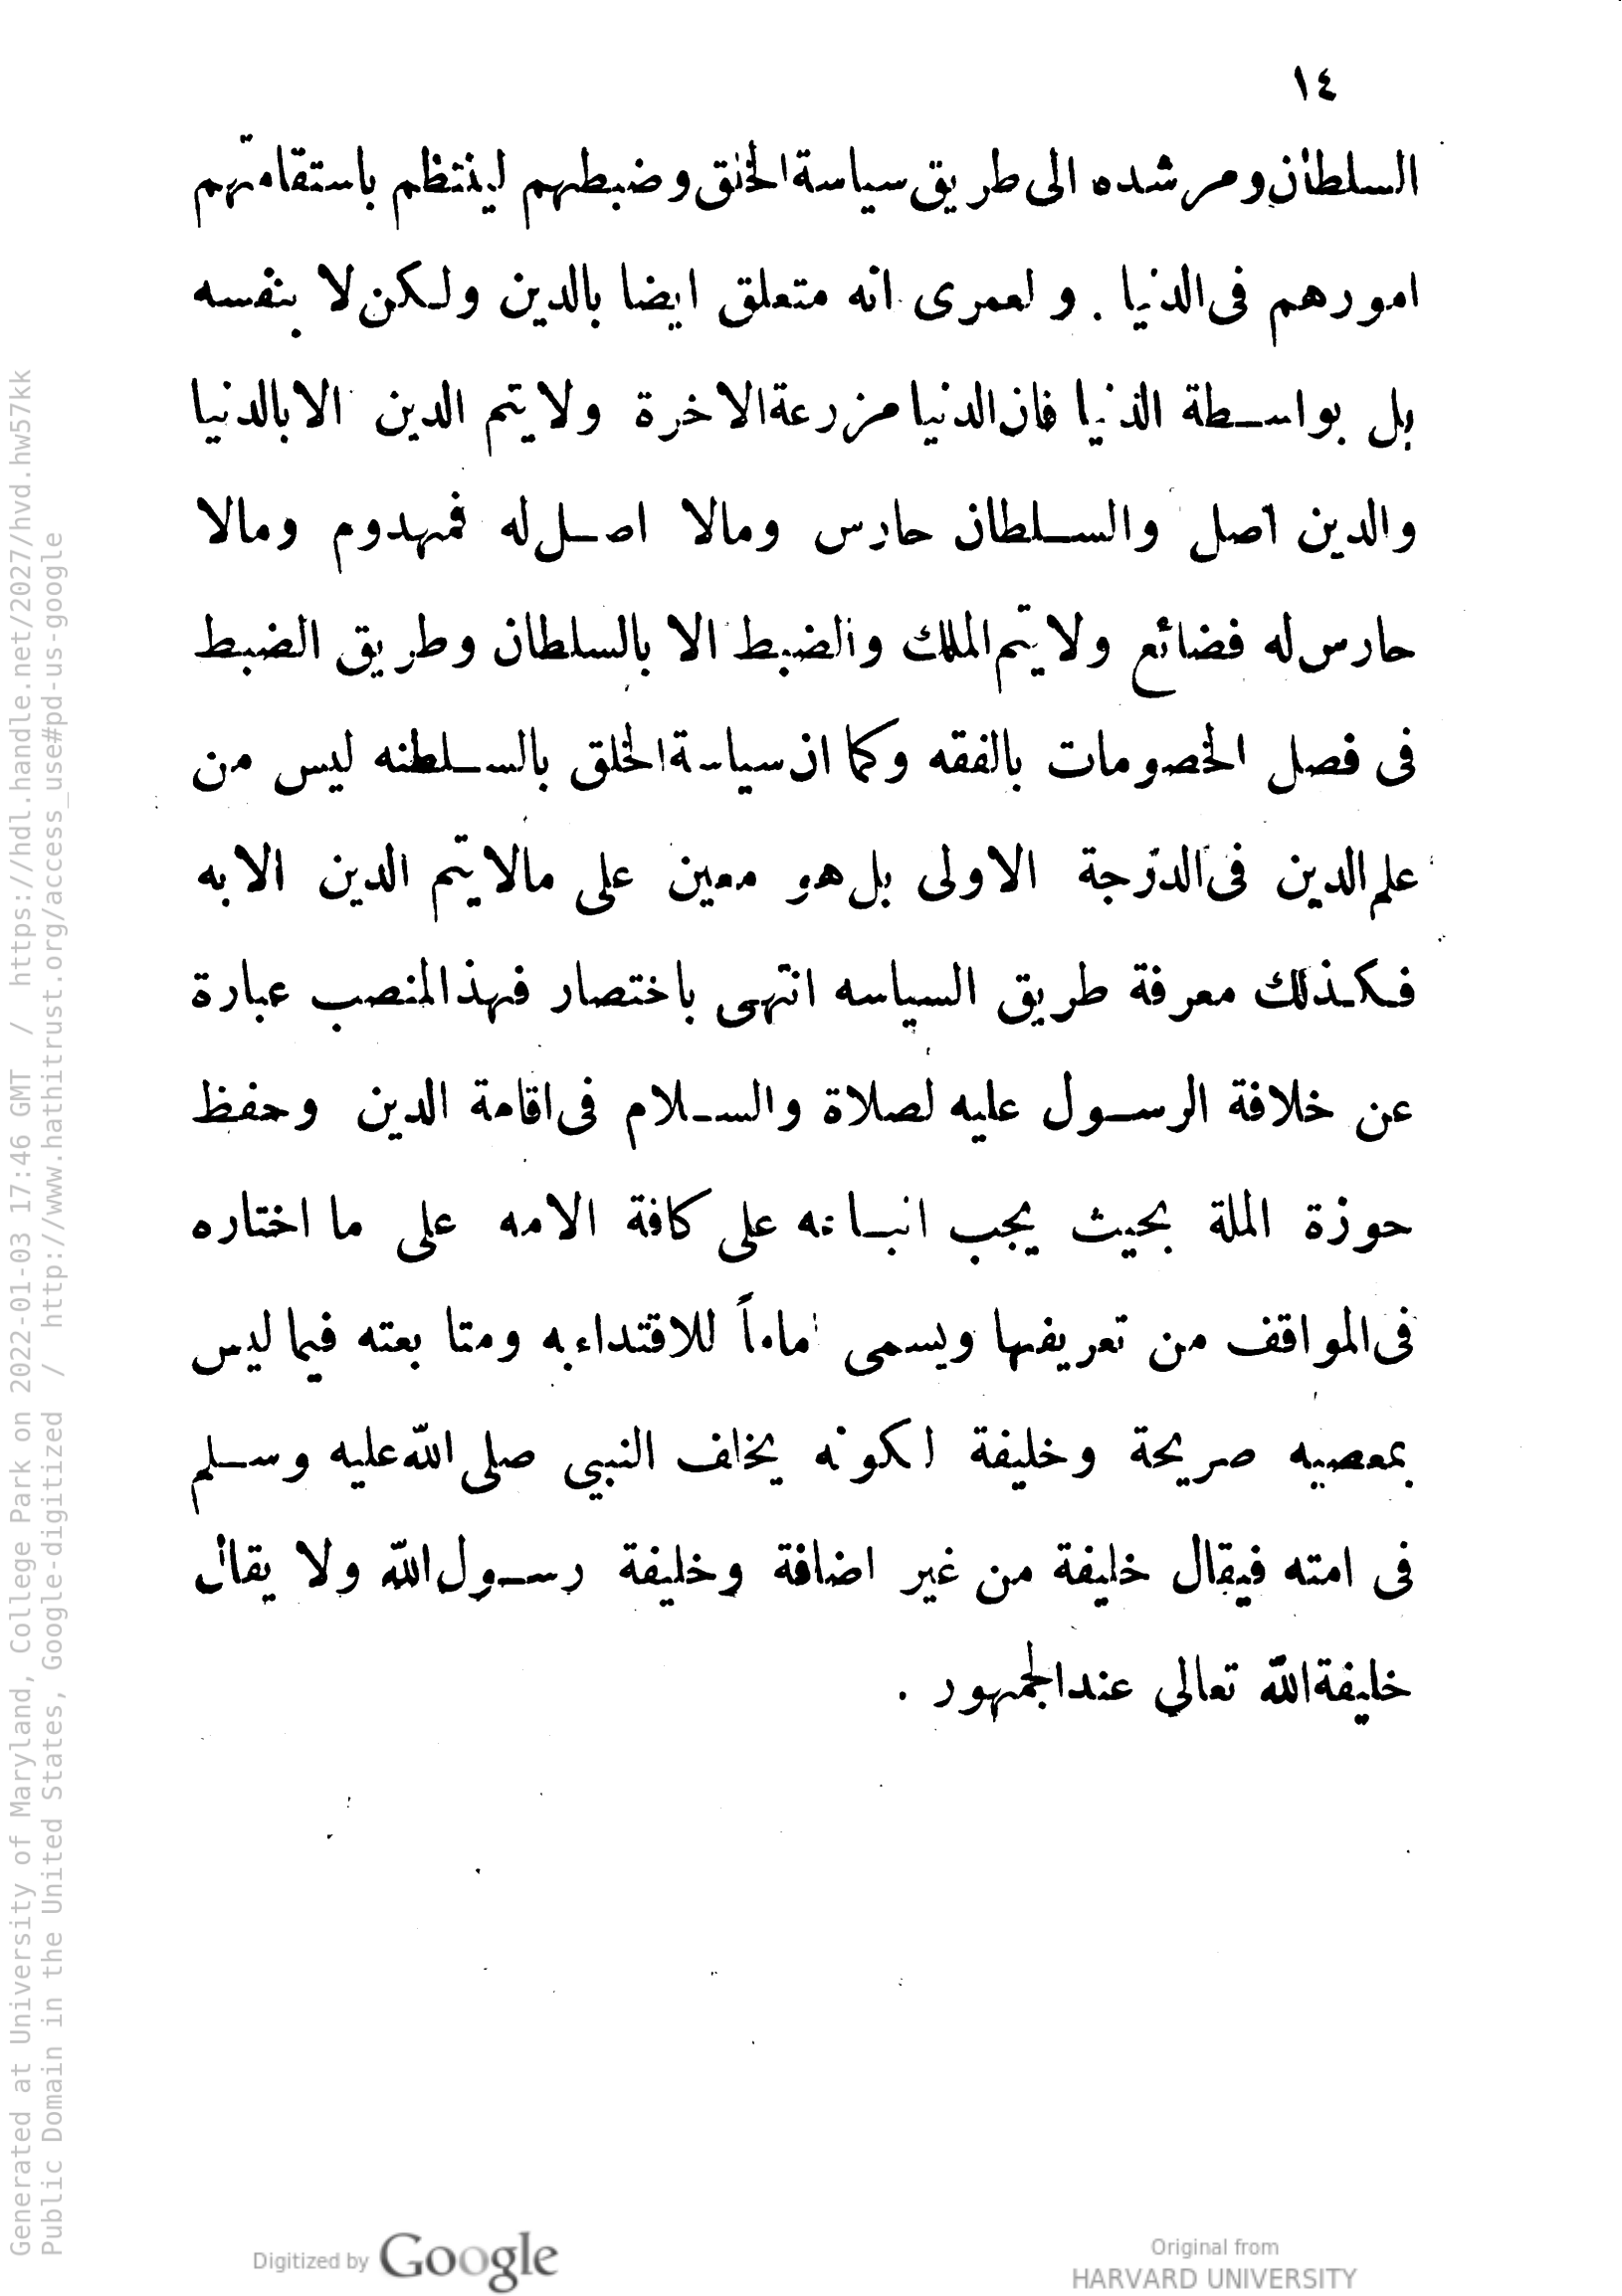 ١٤
السلطان ومرشده الى طريق سياسة الخلق وضبطهم لينتظم باستقامتهم
امورهم فى الدنيا . و لعمرى انه متعلق ايضا بالدين ولكن لا بنفسه
بل بواسطة الدنيا فان الدنيا مزرعة الاخرة ولا يتم الدين الا بالدنيا
والدين اصل والسلطان حارس ومالا اصل له فمهدوم ومالا
حارس له فضائع ولا يتم الملك والضبط الا بالسلطان وطريق الضبط
فى فصل الخصومات بالفقه وكما ان سياسة الخلق بالسلطنه ليس من
علم الدين فى الدرجة الاولى بل هو معين على مالا يتم الدين الا به
فكذلك معرفة طريق السياسه انتهى باختصار فهذ المنصب عبارة
عن خلافة الرسول عليه لصلاة والسلام فى اقامة الدين وحفظ
حوزة الملة بحيث يجب اتباعه على كافة الامه على ما اختاره
فى المواقف من تعريفها ويسمى اماماً للاقتداء به ومتا بعته فيما ليس
بمعصيه صريحة وخليفة لكونه يخلف النبي صلى الله عليه وسلم
فى امته فيقال خليفة من غير اضافة وخليفة رسول الله ولا يقال
خليفة الله تعالى عند الجمهور .
Generated at University of Maryland, College Park on 2022-01-03 17:46 GMT / https://hdl.handle.net/2027/hvd.hw57kk
Public Domain in the United States, Google-digitized / http://www.hathitrust.org/access_use#pd-us-google
Digitized by Google
Original from
HARVARD UNIVERSITY